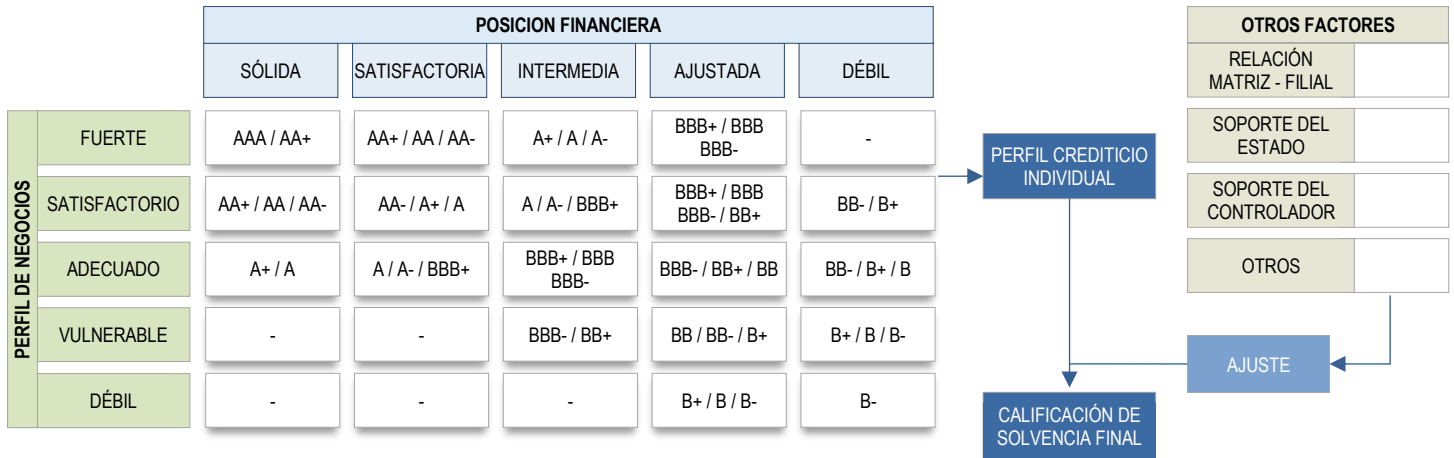 POSICION FINANCIERA
OTROS FACTORES
SÓLIDA
SATISFACTORIA
INTERMEDIA
AJUSTADA
DÉBIL
RELACIÓN
MATRIZ - FILIAL
PERFIL DE NEGOCIOS
FUERTE
AAA / AA+
AA+ / AA / AA-
A+ / A / A-
BBB+ / BBB
BBB-
-
PERFIL CREDITICIO
INDIVIDUAL
SOPORTE DEL
ESTADO
SATISFACTORIO
AA+ / AA / AA-
AA- / A+ / A
A / A- / BBB+
BBB+ / BBB
BBB- / BB+
BB- / B+
SOPORTE DEL
CONTROLADOR
ADECUADO
A+ / A
A / A- / BBB+
BBB+ / BBB
BBB-
BBB- / BB+ / BB
BB- / B+ / B
OTROS
VULNERABLE
-
-
BBB- / BB+
BB / BB- / B+
B+ / B / B-
AJUSTE
DÉBIL
-
-
-
B+ / B / B-
B-
CALIFICACIÓN DE
SOLVENCIA FINAL